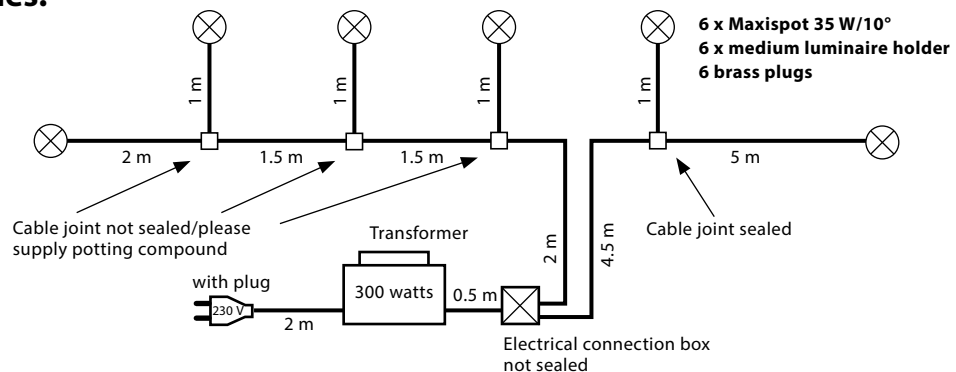 6 x Maxispot 35 W/10°
6 x medium luminaire holder
6 brass plugs
1 m
1 m
1 m
1 m
2 m
1.5 m
1.5 m
5 m
Cable joint not sealed/please
supply potting compound
Cable joint sealed
Transformer
2 m
4.5 m
with plug
230 V
2 m
300 watts
0.5 m
Electrical connection box
not sealed